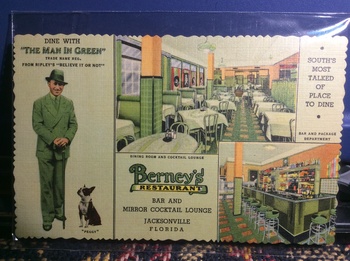 DINE WITH
"THE MAN IN GREEN"
TRADE MARK REG.
FROM RIPLEY'S "BELIEVE IT OR NOT"
SOUTH'S
MOST
TALKED
OF
PLACE
TO DINE
BAR AND PACKAGE
DEPARTMENT
DINING ROOM AND COCKTAIL LOUNGE
Berney's
RESTAURANT
BAR
AND
MIRROR COCKTAIL LOUNGE
JACKSONVILLE
FLORIDA
"PEGGY"